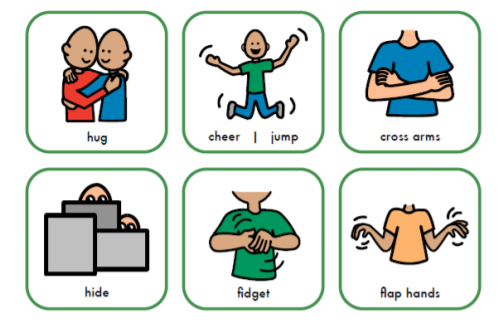 hug
cheer | jump
cross arms
hide
fidget
flap hands